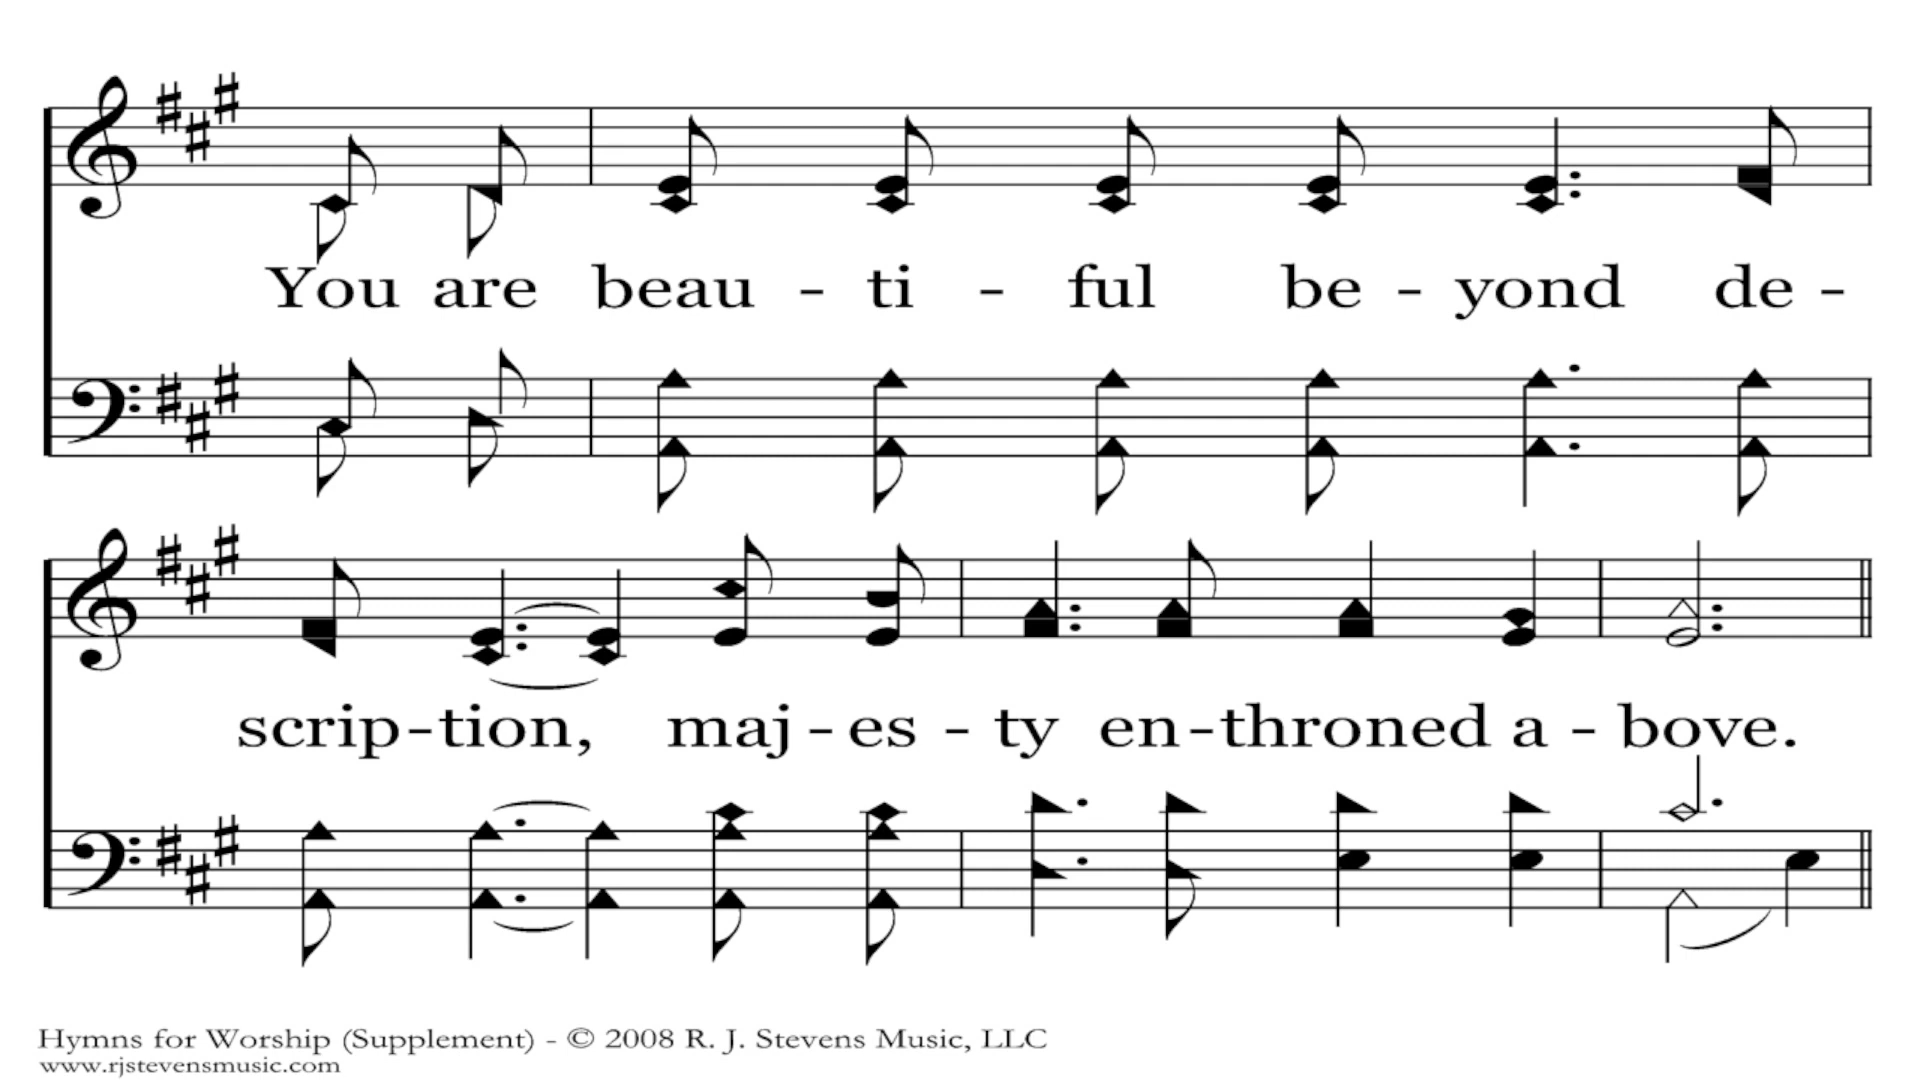 You are beau - ti - ful be - yond de -
scrip - tion, maj - es - ty en - throned a - bove.
Hymns for Worship (Supplement) - © 2008 R. J. Stevens Music, LLC
www.rjstevensmusic.com